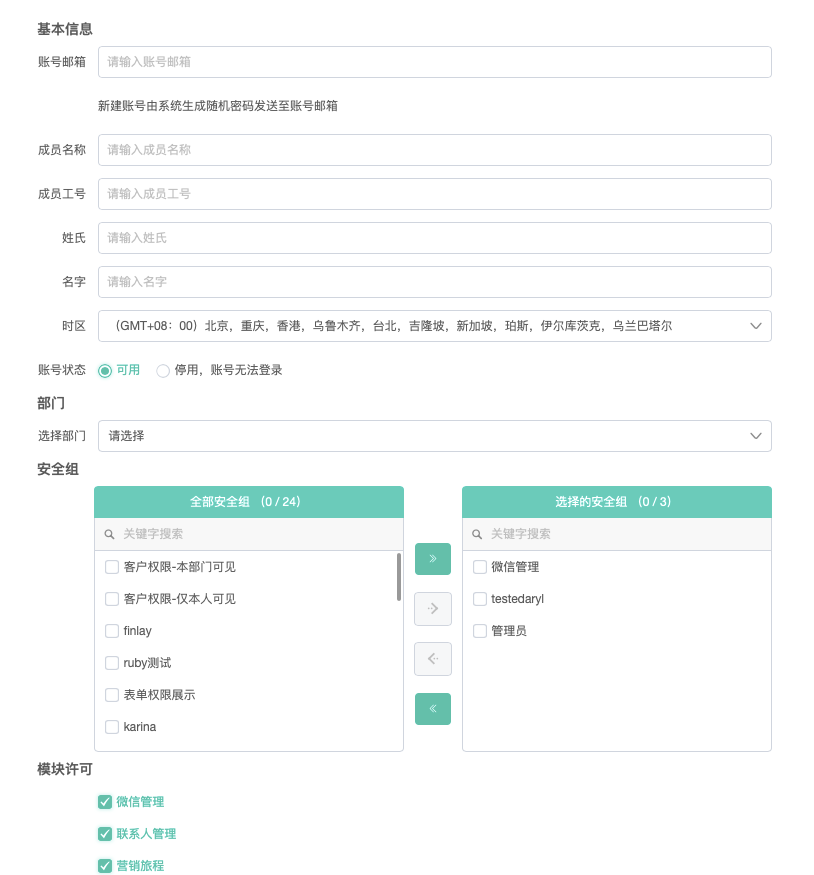 基本信息
账号邮箱 请输入账号邮箱
新建账号由系统生成随机密码发送至账号邮箱
成员名称 请输入成员名称
成员工号 请输入成员工号
姓氏 请输入姓氏
名字 请输入名字
时区 （GMT+08：00）北京，重庆，香港，乌鲁木齐，台北，吉隆坡，新加坡，珀斯，伊尔库茨克，乌兰巴塔尔
账号状态 可用 停用，账号无法登录
部门
选择部门 请选择
安全组
全部安全组 （0 / 24）
关键字搜索
客户权限-本部门可见
客户权限-仅本人可见
finlay
ruby测试
表单权限展示
karina
选择的安全组 （0 / 3）
关键字搜索
微信管理
testedaryl
管理员
模块许可
微信管理
联系人管理
营销旅程